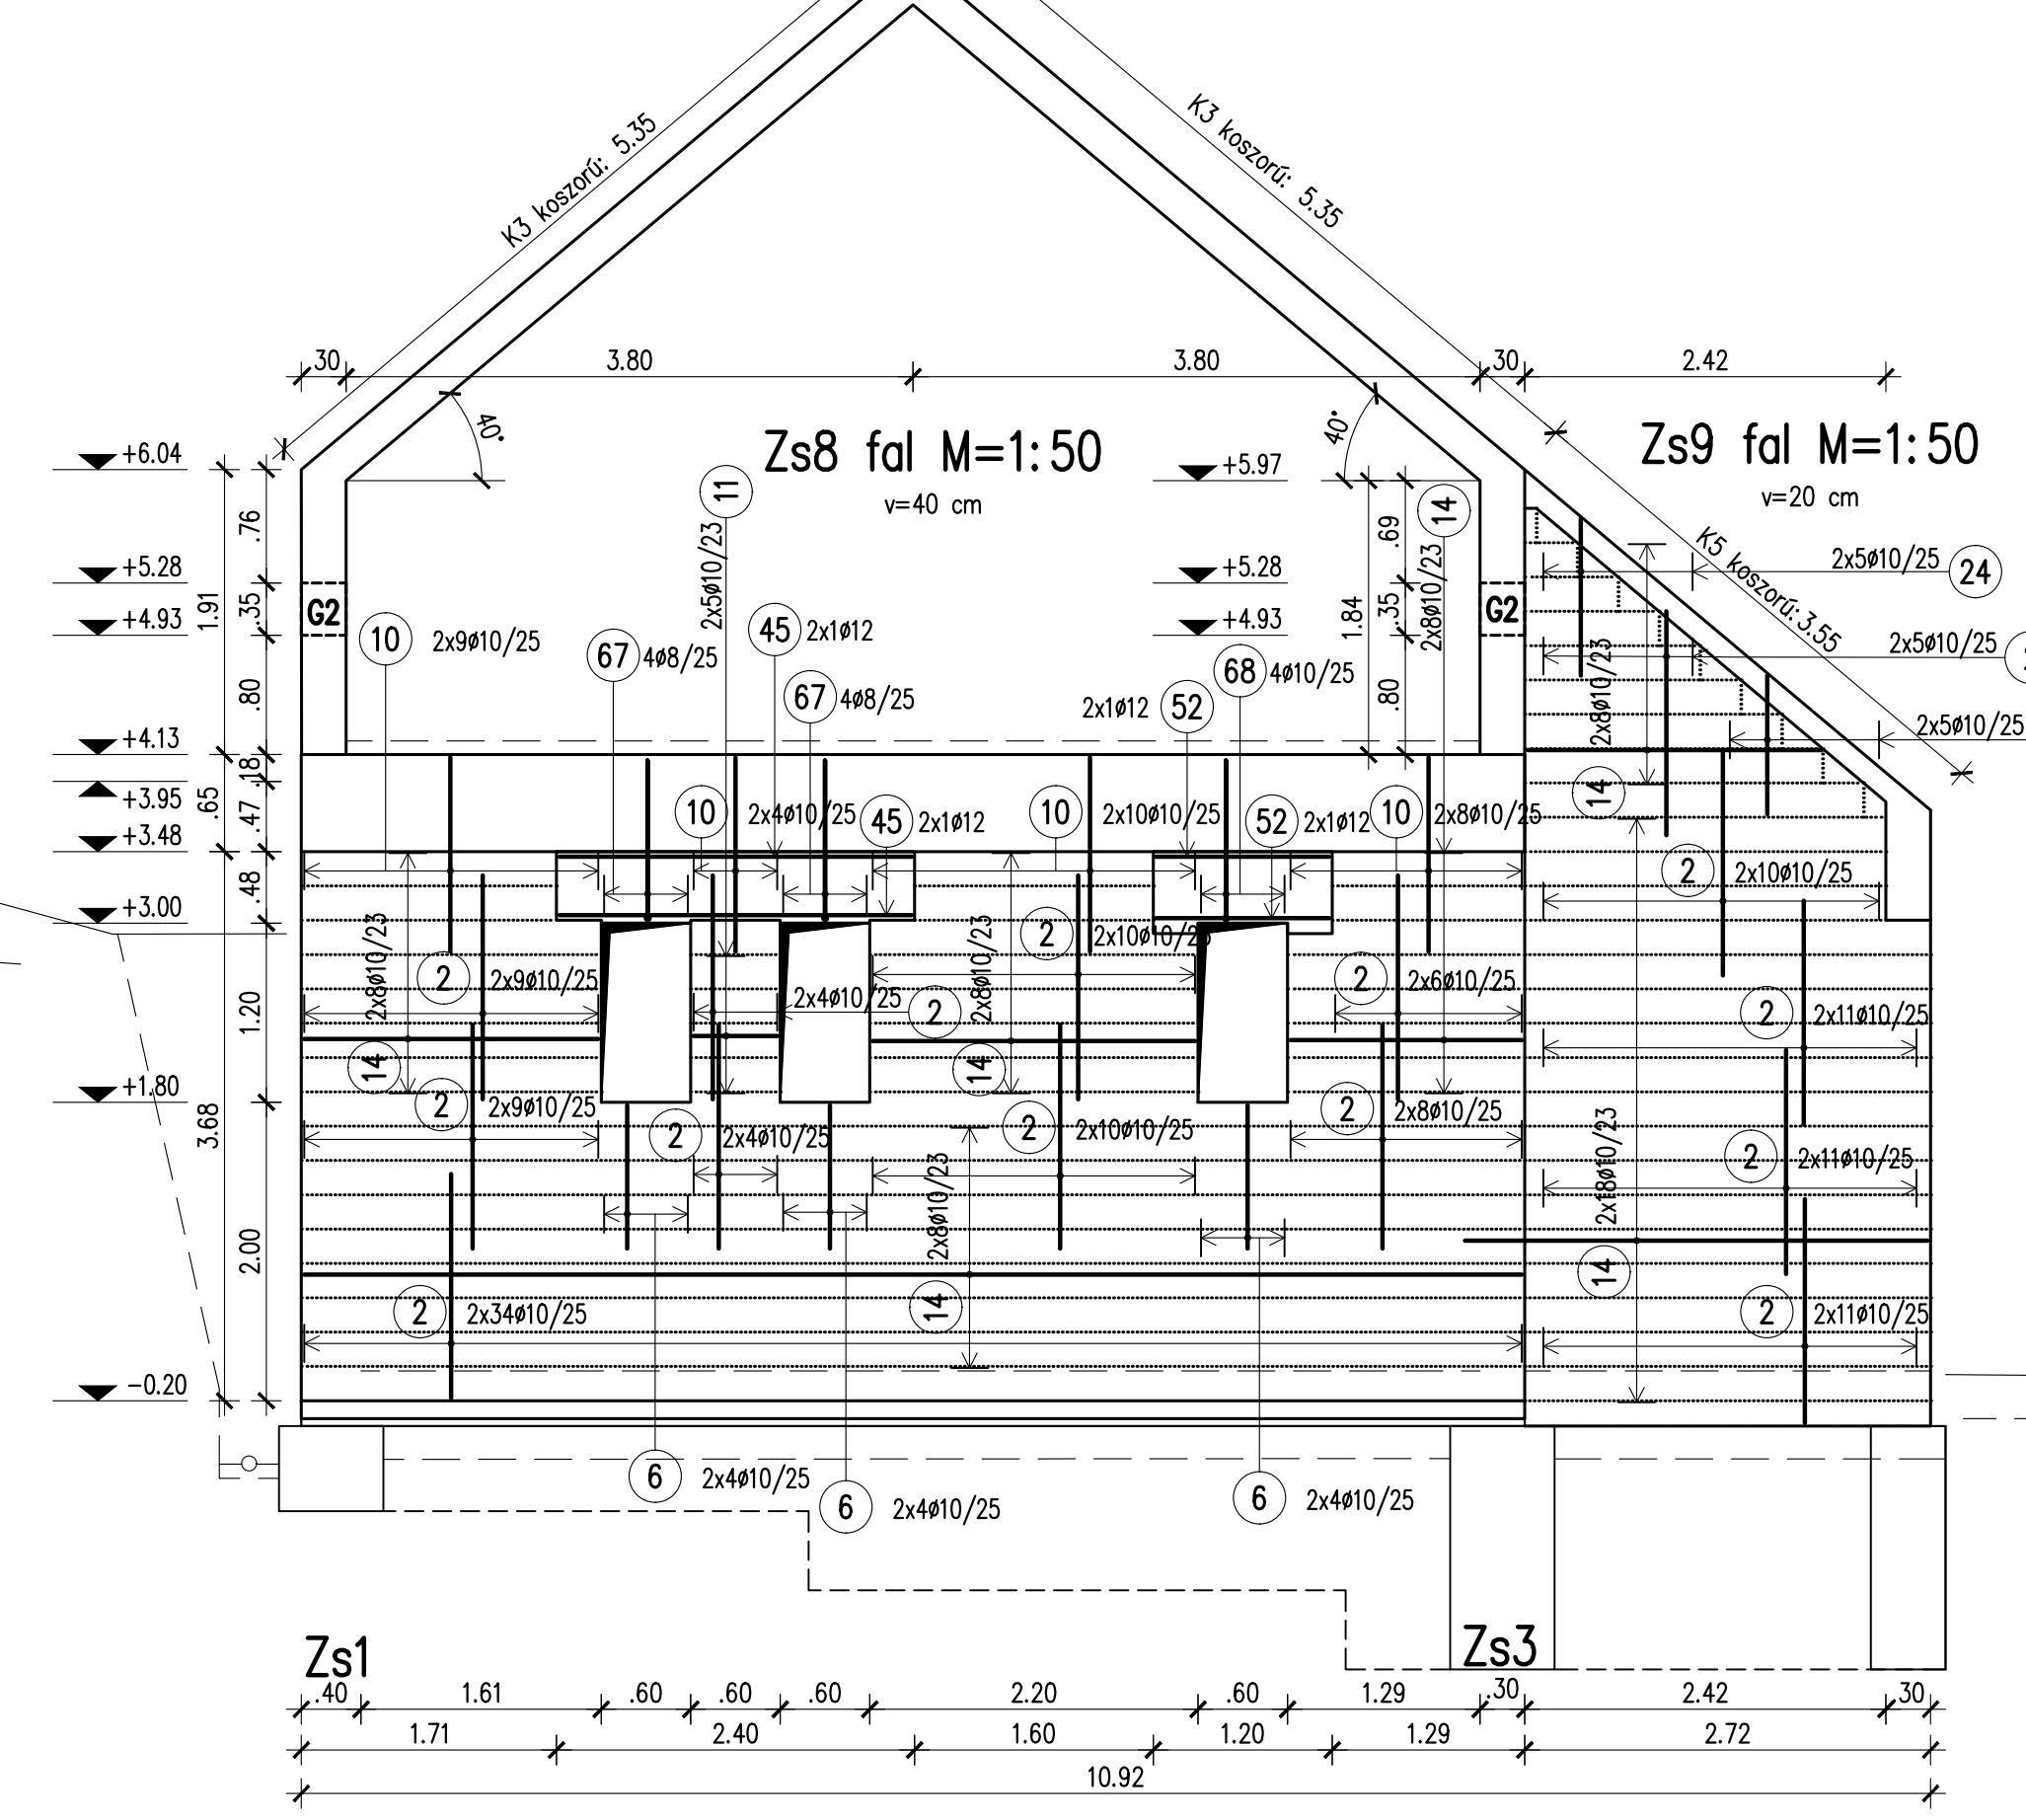 K3 koszorú: 5.35
K3 koszorú: 5.35
30
3.80
3.80
30
2.42
40°
40°
Zs8 fal M=1:50
v=40 cm
Zs9 fal M=1:50
v=20 cm
+6.04
+5.28
+4.93
+4.13
+3.95
+3.48
+3.00
+1.80
-0.20
1.91
.65
3.68
.76
.35
.80
.18
.47
.48
1.20
2.00
+5.97
+5.28
+4.93
.69
.35
.80
1.84
G2
G2
K5 koszorú: 3.55
11
2x5ø10/23
14
2x8ø10/23
2x5ø10/25 24
2x5ø10/25
2x5ø10/25
10 2x9ø10/25
67 4ø8/25
45 2x1ø12
67 4ø8/25
2x1ø12 52
68 4ø10/25
2x8ø10/23
14
10 2x4ø10/25
45 2x1ø12
10 2x10ø10/25
52 2x1ø12
10 2x8ø10/25
2 2x10ø10/25
2x8ø10/23
14
2 2x9ø10/25
2x4ø10/25 2
2 2x10ø10/25
2x8ø10/23
14
2 2x6ø10/25
2 2x11ø10/25
2 2x9ø10/25
2 2x4ø10/25
2 2x10ø10/25
2 2x8ø10/25
2 2x11ø10/25
2x8ø10/23
14
2x18ø10/23
14
2 2x34ø10/25
2 2x11ø10/25
6 2x4ø10/25
6 2x4ø10/25
6 2x4ø10/25
Zs1
Zs3
.40 1.61 .60 .60 .60 2.20 .60 1.29 .30 2.42 30
1.71 2.40 1.60 1.20 1.29 2.72
10.92